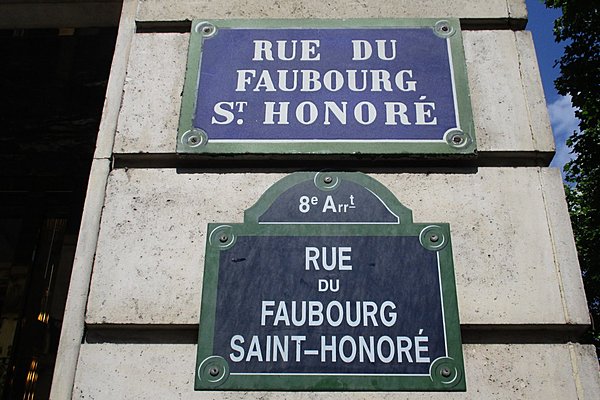 RUE DU
FAUBOURG
ST. HONORÉ
8e Arrt
RUE
DU
FAUBOURG
SAINT-HONORÉ